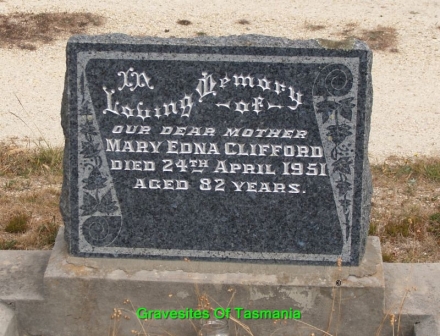 In
Loving Memory
- of -
OUR DEAR MOTHER
MARY EDNA CLIFFORD
DIED 24TH APRIL 1951
AGED 82 YEARS.
Gravesites Of Tasmania